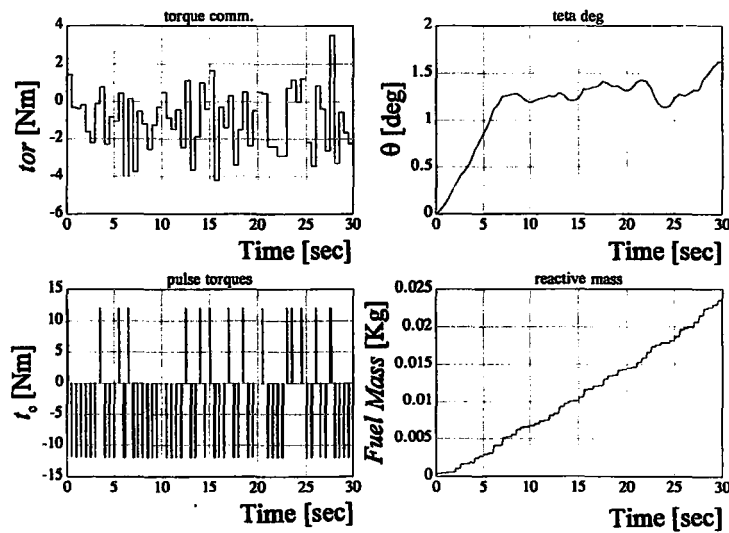 torque comm.
tor [Nm]
4
2
0
-2
-4
-6
0 5 10 15 20 25 30
Time [sec]
teta deg
θ [deg]
2
1.5
1
0.5
0
0 5 10 15 20 25 30
Time [sec]
pulse torques
t₀ [Nm]
15
10
5
0
-5
-10
-15
0 5 10 15 20 25 30
Time [sec]
reactive mass
Fuel Mass [Kg]
0.025
0.02
0.015
0.01
0.005
0
0 5 10 15 20 25 30
Time [sec]